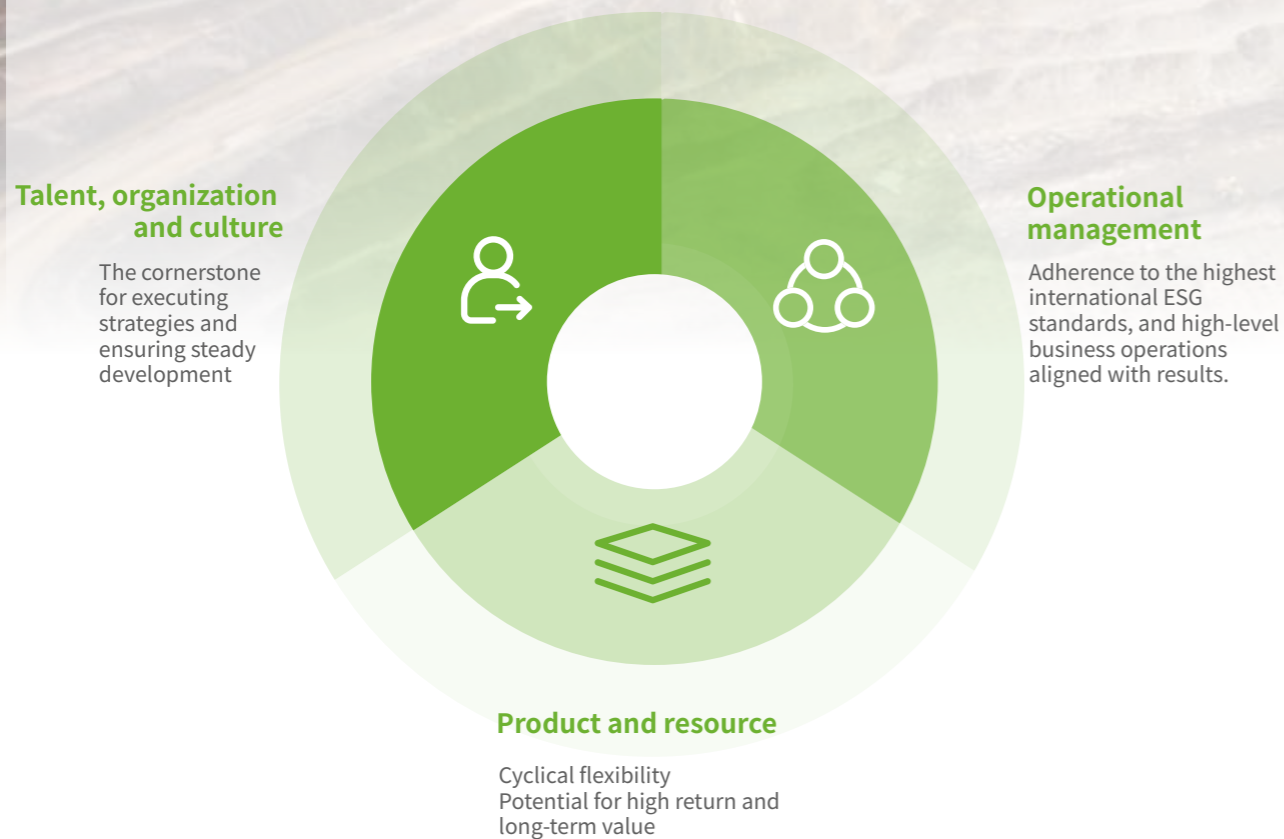 Talent, organization
and culture
The cornerstone
for executing
strategies and
ensuring steady
development
Operational
management
Adherence to the highest
international ESG
standards, and high-level
business operations
aligned with results.
Product and resource
Cyclical flexibility
Potential for high return and
long-term value